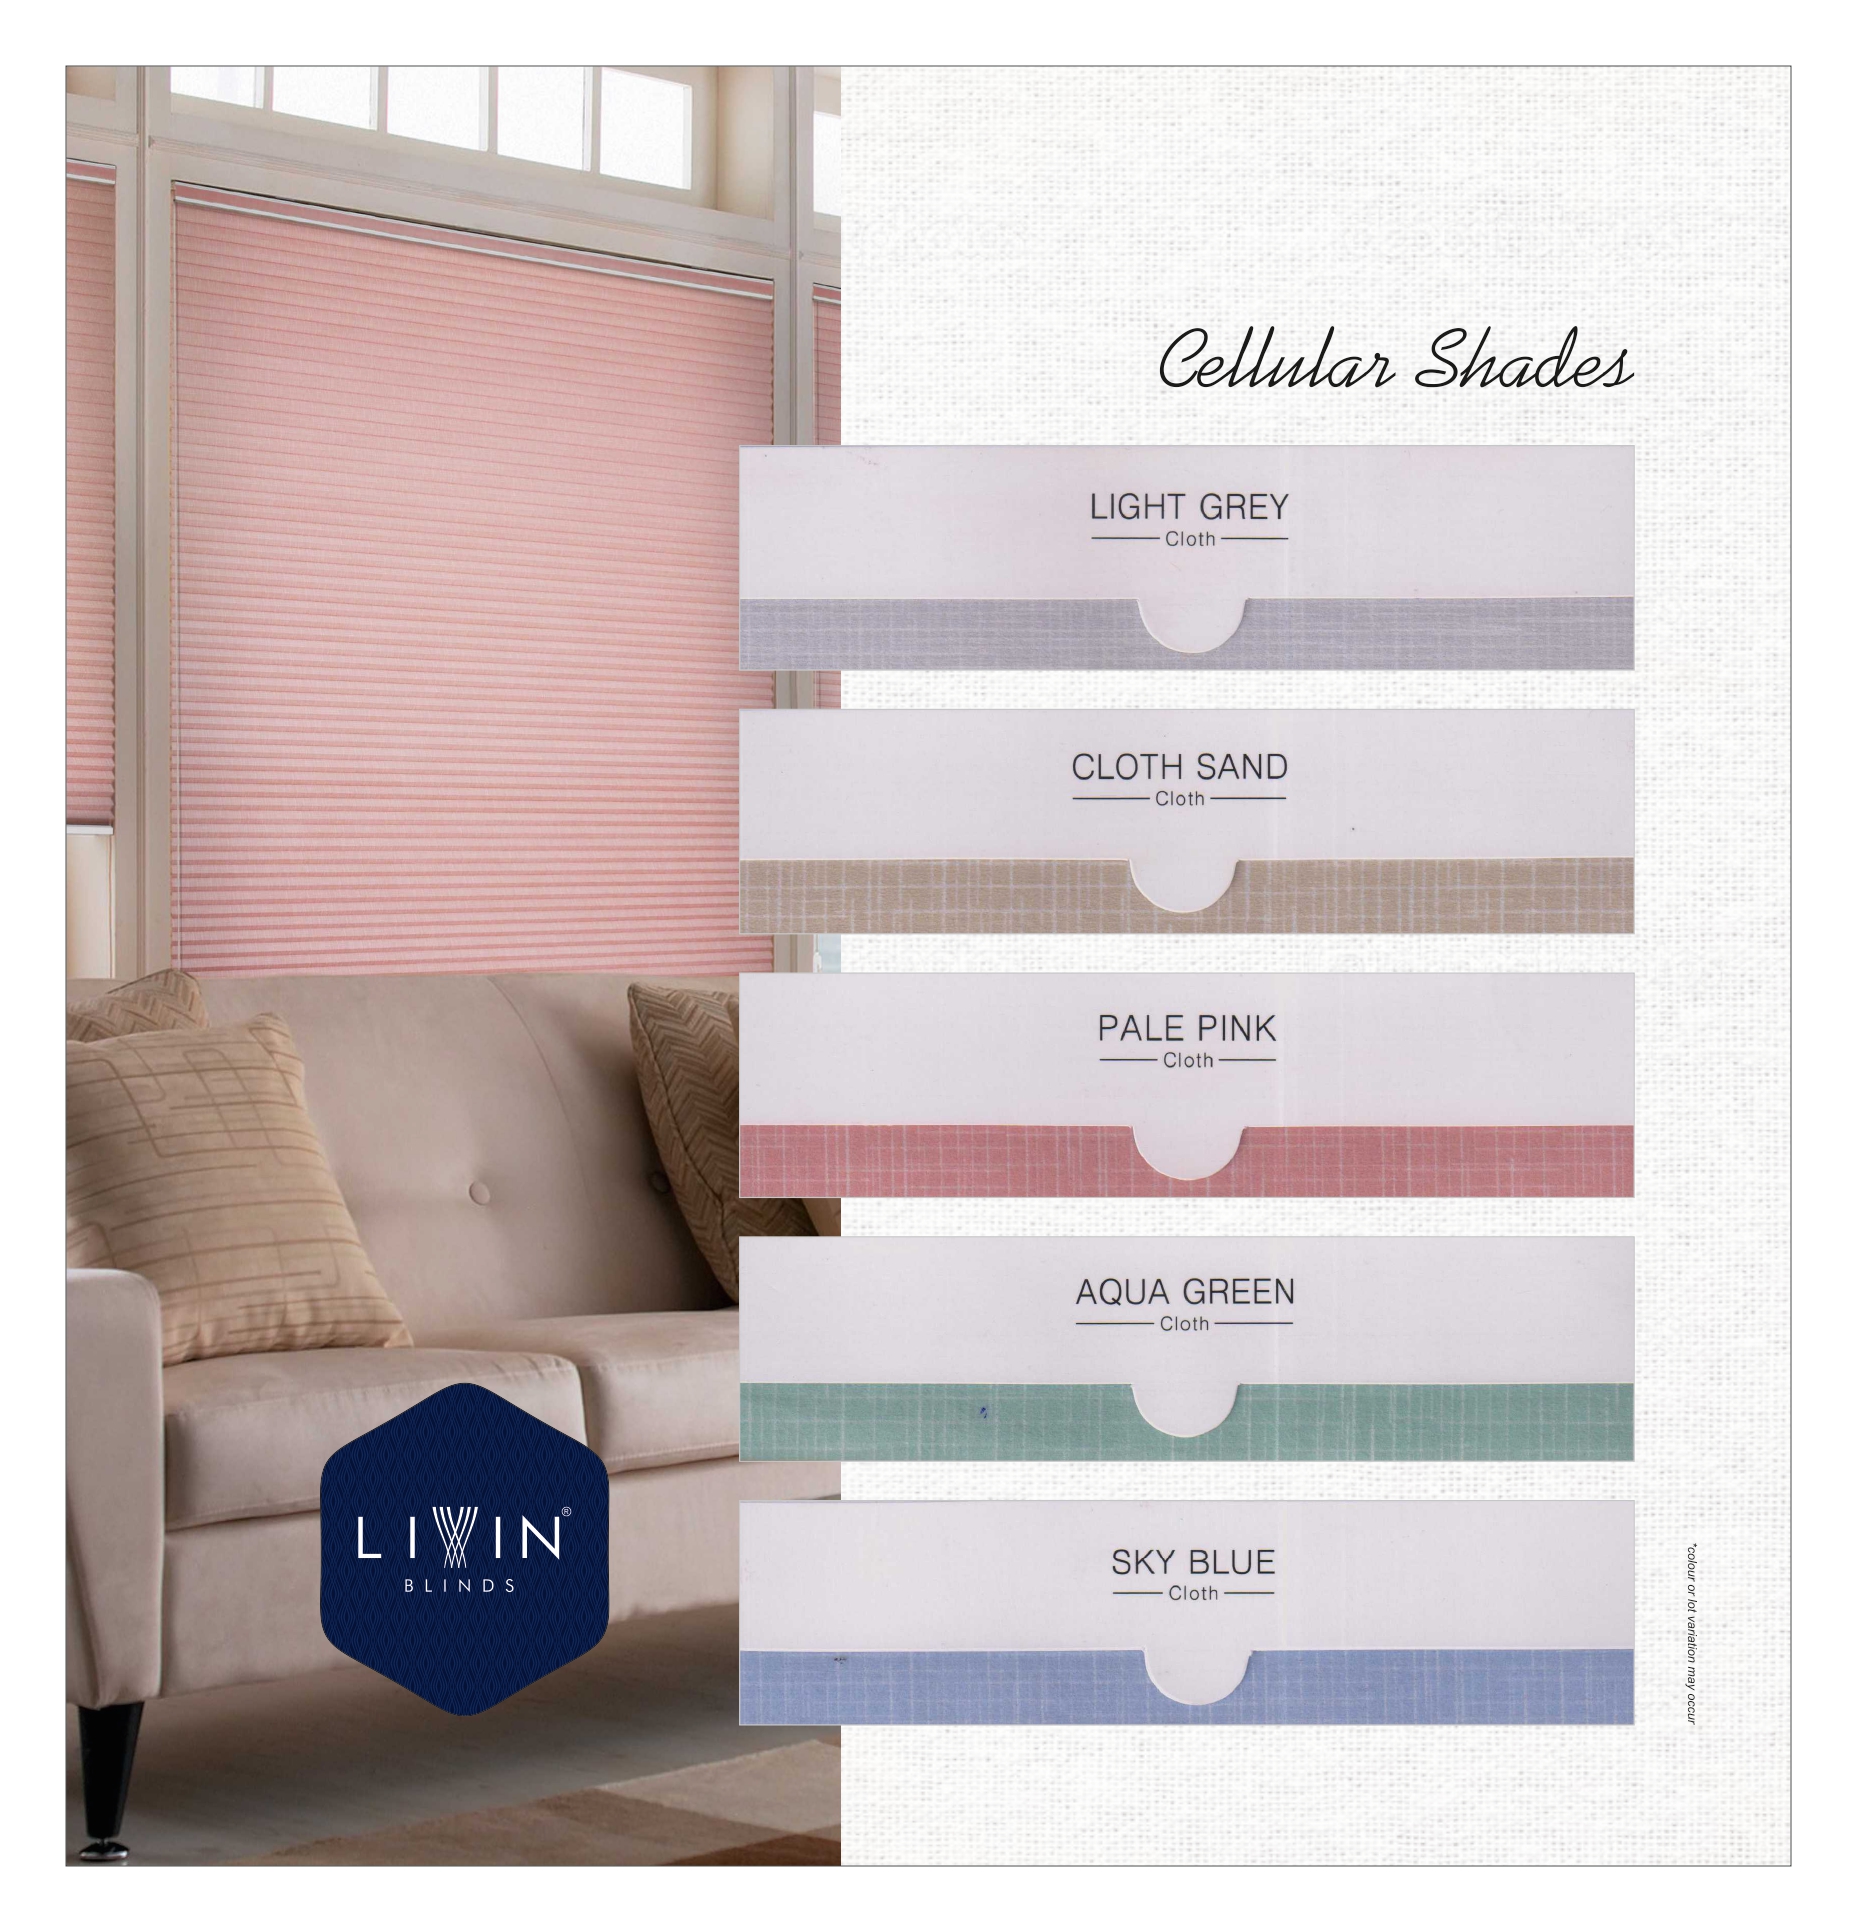 Cellular Shades
LIGHT GREY
Cloth
CLOTH SAND
Cloth
PALE PINK
Cloth
AQUA GREEN
Cloth
SKY BLUE
Cloth
LIVIN®
BLINDS
*colour or lot variation may occur